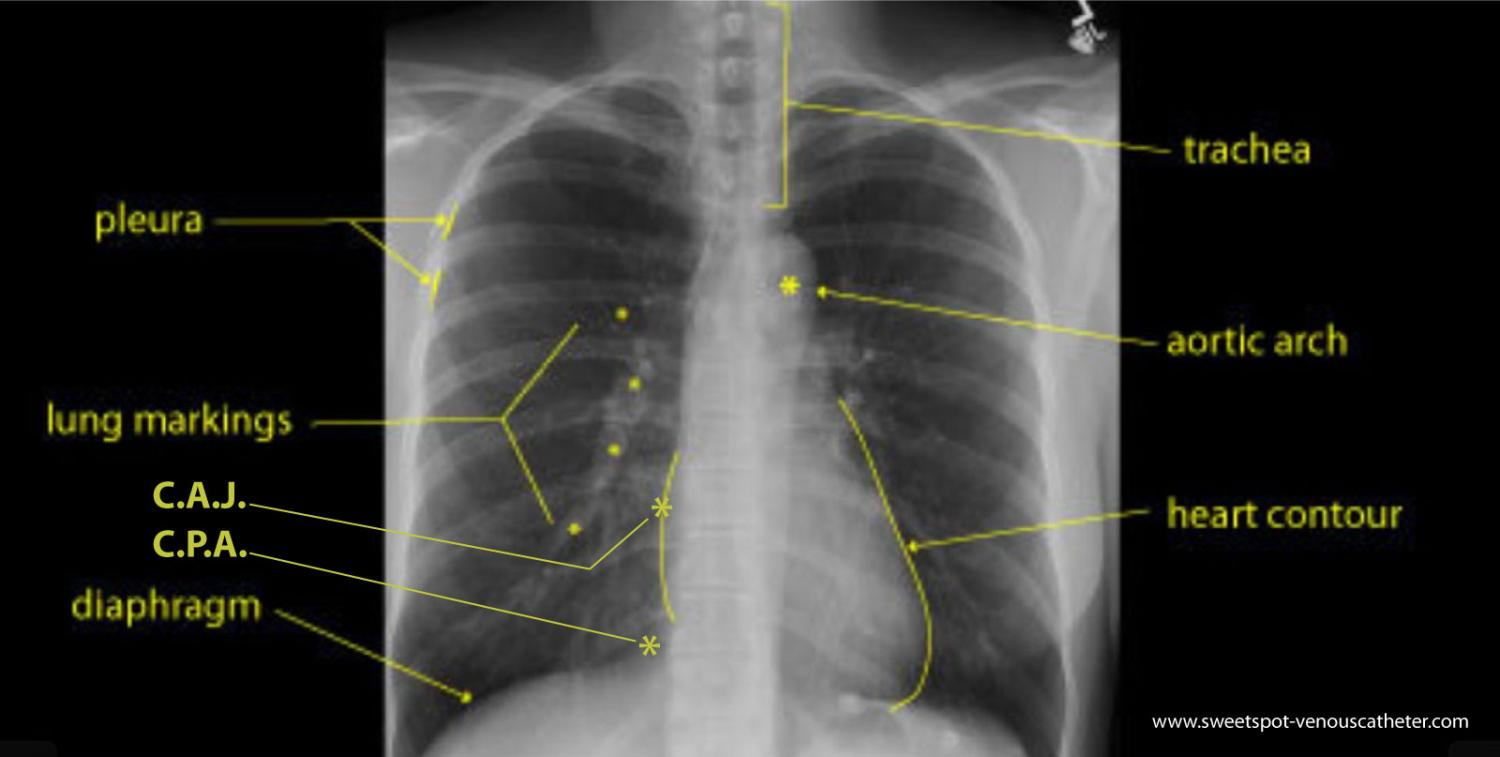 trachea
pleura
aortic arch
lung markings
C.A.J.
heart contour
C.P.A.
diaphragm
www.sweetspot-venouscatheter.com